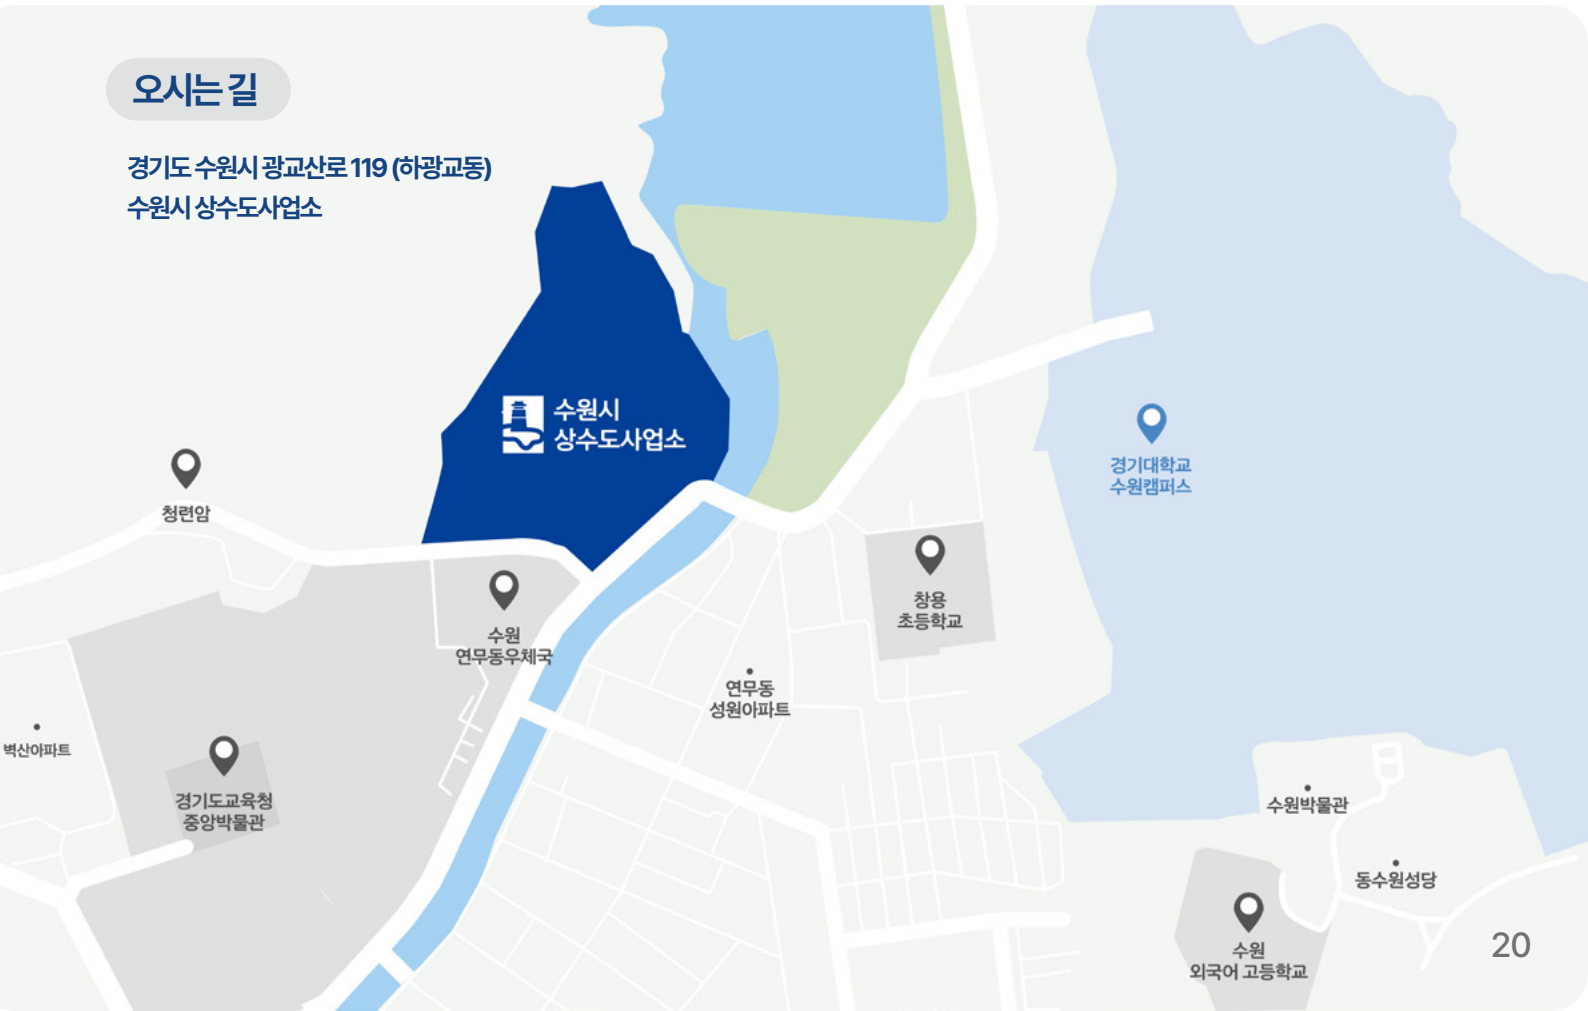 오시는 길
경기도 수원시 광교산로 119 (하광교동)
수원시 상수도사업소
수원시
상수도사업소
경기대학교
수원캠퍼스
청련암
창용
초등학교
수원
연무동우체국
연무동
성원아파트
벽산아파트
경기도교육청
중앙박물관
수원박물관
동수원성당
수원
외국어 고등학교
20